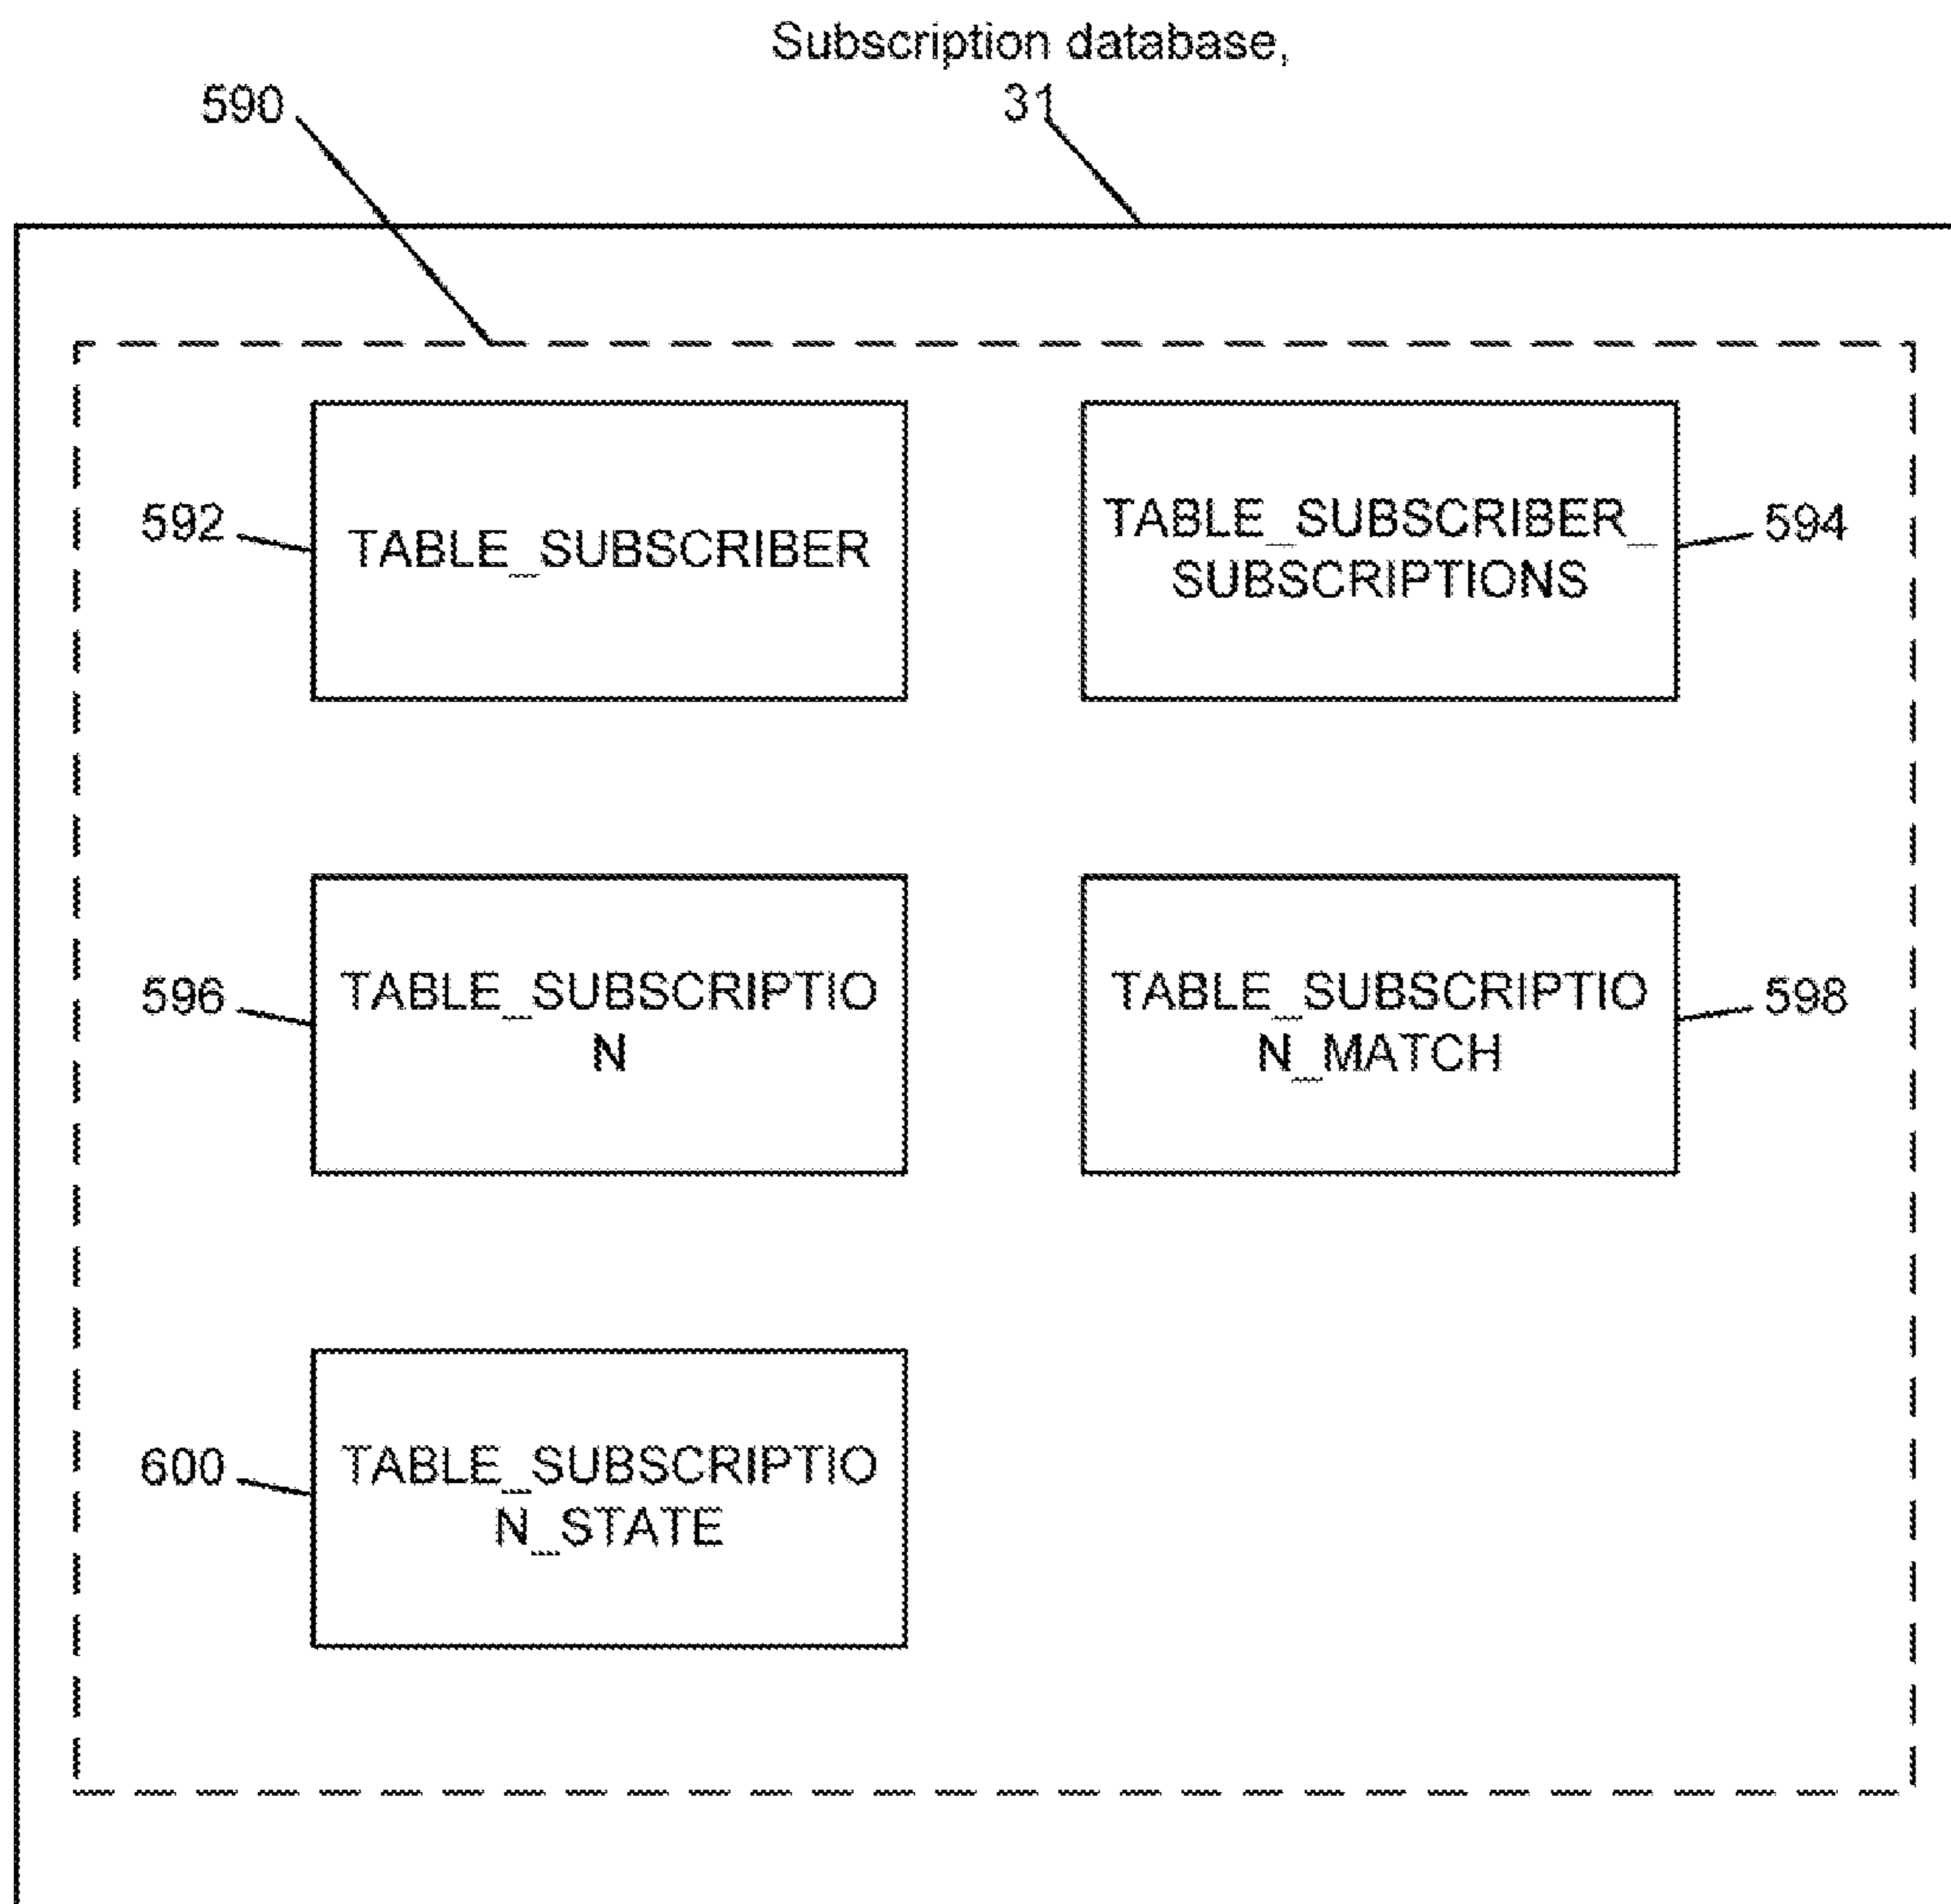 Subscription database,
31
590
592
TABLE_SUBSCRIBER
TABLE_SUBSCRIBER_
SUBSCRIPTIONS
594
596
TABLE_SUBSCRIPTIO
N
TABLE_SUBSCRIPTIO
N_MATCH
598
600
TABLE_SUBSCRIPTIO
N_STATE